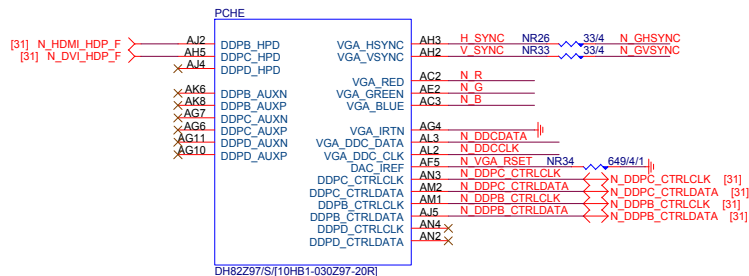 PCHE
[31] N_HDMI_HDP_F AJ2 DDPB_HPD VGA_HSYNC AH3 H_SYNC NR26 33/4 N_GHSYNC
[31] N_DVI_HDP_F AH5 DDPC_HPD VGA_VSYNC AH2 V_SYNC NR33 33/4 N_GVSYNC
AJ4 DDPD_HPD
VGA_RED AC2 N_R
AK6 DDPB_AUXN VGA_GREEN AE2 N_G
AK8 DDPB_AUXP VGA_BLUE AC3 N_B
AG7 DDPC_AUXN
AG6 DDPC_AUXP VGA_IRTN AG4
AG11 DDPD_AUXN VGA_DDC_DATA AL3 N_DDCDATA
AG10 DDPD_AUXP VGA_DDC_CLK AL2 N_DDCCLK
DAC_IREF AF5 N_VGA_RSET NR34 649/4/1
DDPC_CTRLCLK AN3 N_DDPC_CTRLCLK N_DDPC_CTRLCLK [31]
DDPC_CTRLDATA AM2 N_DDPC_CTRLDATA N_DDPC_CTRLDATA [31]
DDPB_CTRLCLK AM1 N_DDPB_CTRLCLK N_DDPB_CTRLCLK [31]
DDPB_CTRLDATA AJ5 N_DDPB_CTRLDATA N_DDPB_CTRLDATA [31]
DDPD_CTRLCLK AN4
DDPD_CTRLDATA AN2
DH82Z97/S/[10HB1-030Z97-20R]